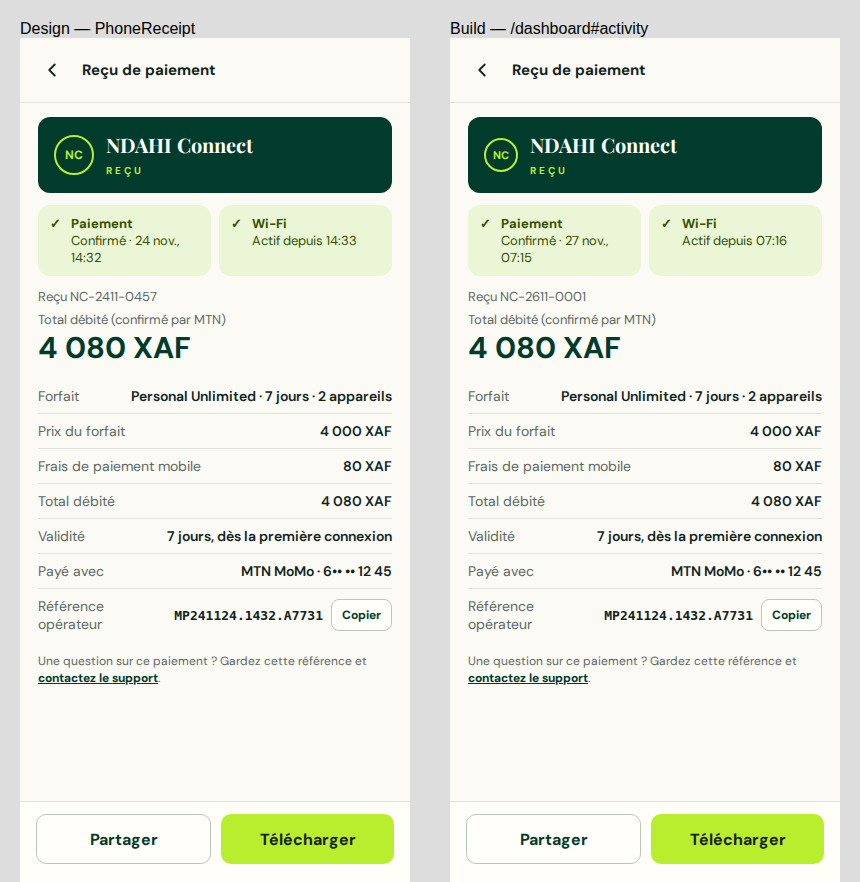 Design — PhoneReceipt
Reçu de paiement
NC
NDAHI Connect
REÇU
✓ Paiement
Confirmé · 24 nov.,
14:32
✓ Wi-Fi
Actif depuis 14:33
Reçu NC-2411-0457
Total débité (confirmé par MTN)
4 080 XAF
Forfait Personal Unlimited · 7 jours · 2 appareils
Prix du forfait 4 000 XAF
Frais de paiement mobile 80 XAF
Total débité 4 080 XAF
Validité 7 jours, dès la première connexion
Payé avec MTN MoMo · 6•• •• 12 45
Référence
opérateur
MP241124.1432.A7731 Copier
Une question sur ce paiement ? Gardez cette référence et
contactez le support.
Partager Télécharger
Build — /dashboard#activity
Reçu de paiement
NC
NDAHI Connect
REÇU
✓ Paiement
Confirmé · 27 nov.,
07:15
✓ Wi-Fi
Actif depuis 07:16
Reçu NC-2611-0001
Total débité (confirmé par MTN)
4 080 XAF
Forfait Personal Unlimited · 7 jours · 2 appareils
Prix du forfait 4 000 XAF
Frais de paiement mobile 80 XAF
Total débité 4 080 XAF
Validité 7 jours, dès la première connexion
Payé avec MTN MoMo · 6•• •• 12 45
Référence
opérateur
MP241124.1432.A7731 Copier
Une question sur ce paiement ? Gardez cette référence et
contactez le support.
Partager Télécharger